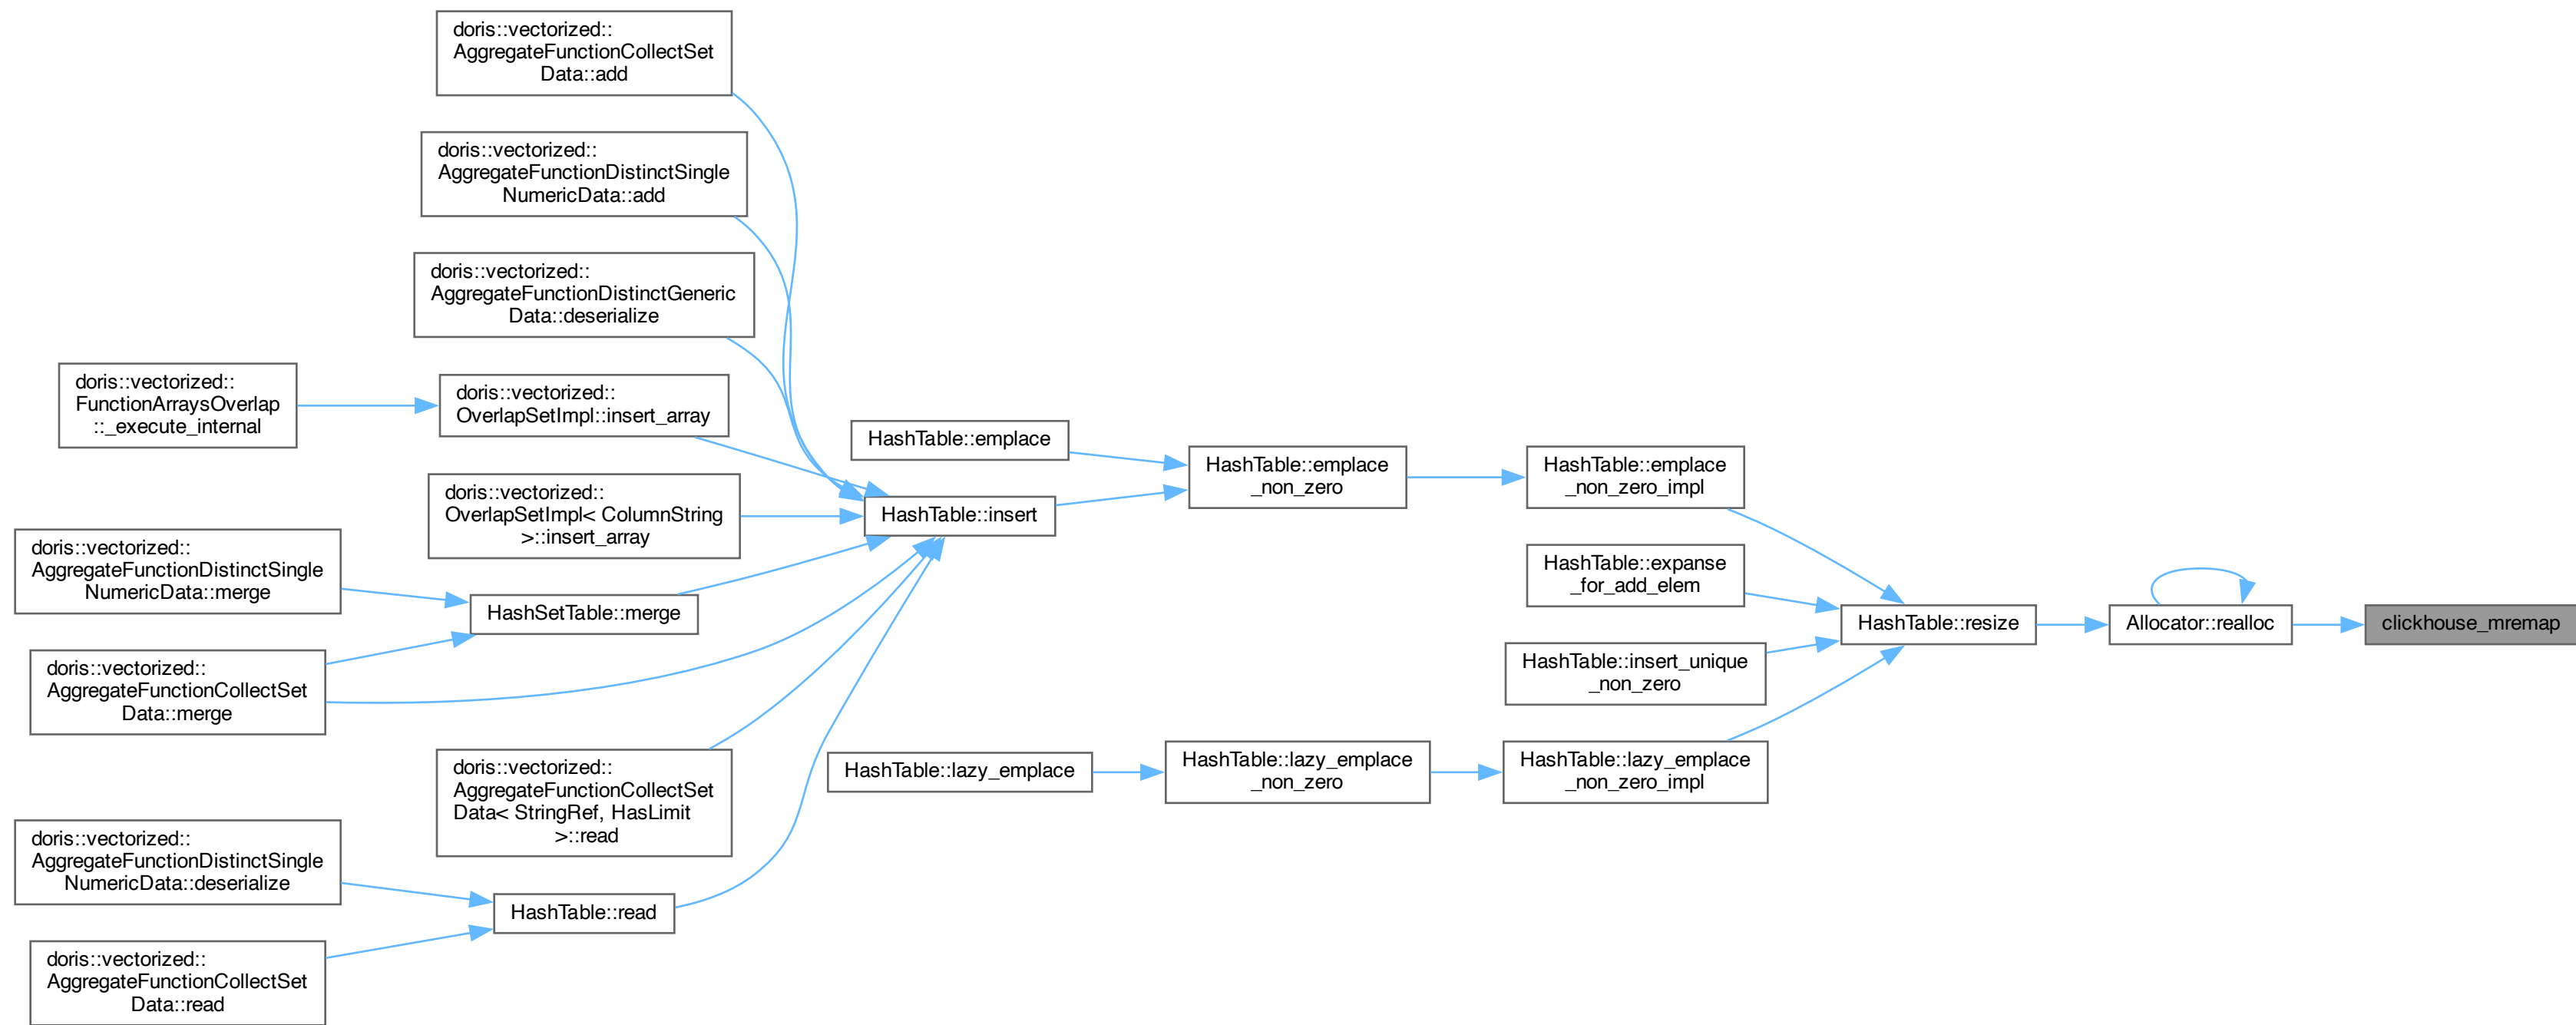 doris::vectorized::
AggregateFunctionCollectSet
Data::add
doris::vectorized::
AggregateFunctionDistinctSingle
NumericData::add
doris::vectorized::
AggregateFunctionDistinctGeneric
Data::deserialize
doris::vectorized::
FunctionArraysOverlap
::_execute_internal
doris::vectorized::
OverlapSetImpl::insert_array
doris::vectorized::
OverlapSetImpl< ColumnString
>::insert_array
doris::vectorized::
AggregateFunctionDistinctSingle
NumericData::merge
HashSetTable::merge
doris::vectorized::
AggregateFunctionCollectSet
Data::merge
doris::vectorized::
AggregateFunctionCollectSet
Data< StringRef, HasLimit
>::read
doris::vectorized::
AggregateFunctionDistinctSingle
NumericData::deserialize
HashTable::read
doris::vectorized::
AggregateFunctionCollectSet
Data::read
HashTable::emplace
HashTable::insert
HashTable::lazy_emplace
HashTable::emplace
_non_zero
HashTable::lazy_emplace
_non_zero
HashTable::emplace
_non_zero_impl
HashTable::expanse
_for_add_elem
HashTable::insert_unique
_non_zero
HashTable::lazy_emplace
_non_zero_impl
HashTable::resize
Allocator::realloc
clickhouse_mremap